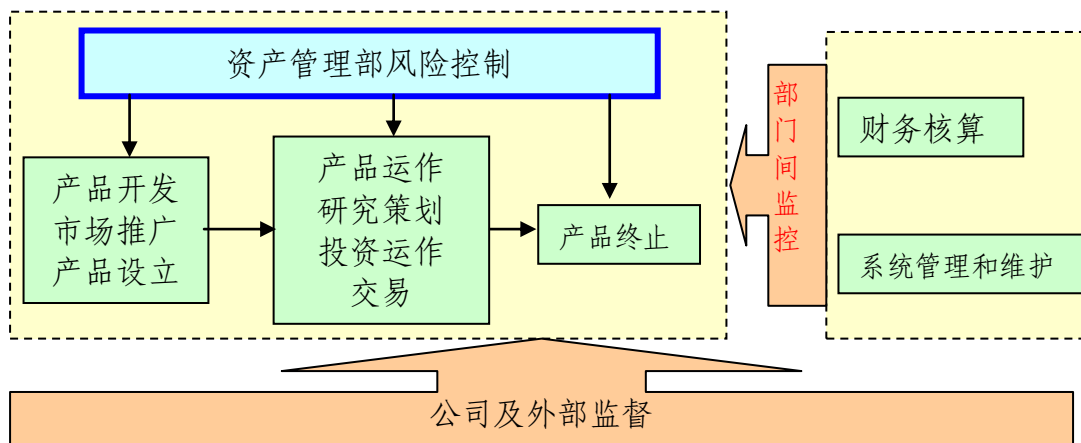 资产管理部风险控制
产品开发
市场推广
产品设立
产品运作
研究策划
投资运作
交易
产品终止
部门间监控
财务核算
系统管理和维护
公司及外部监督